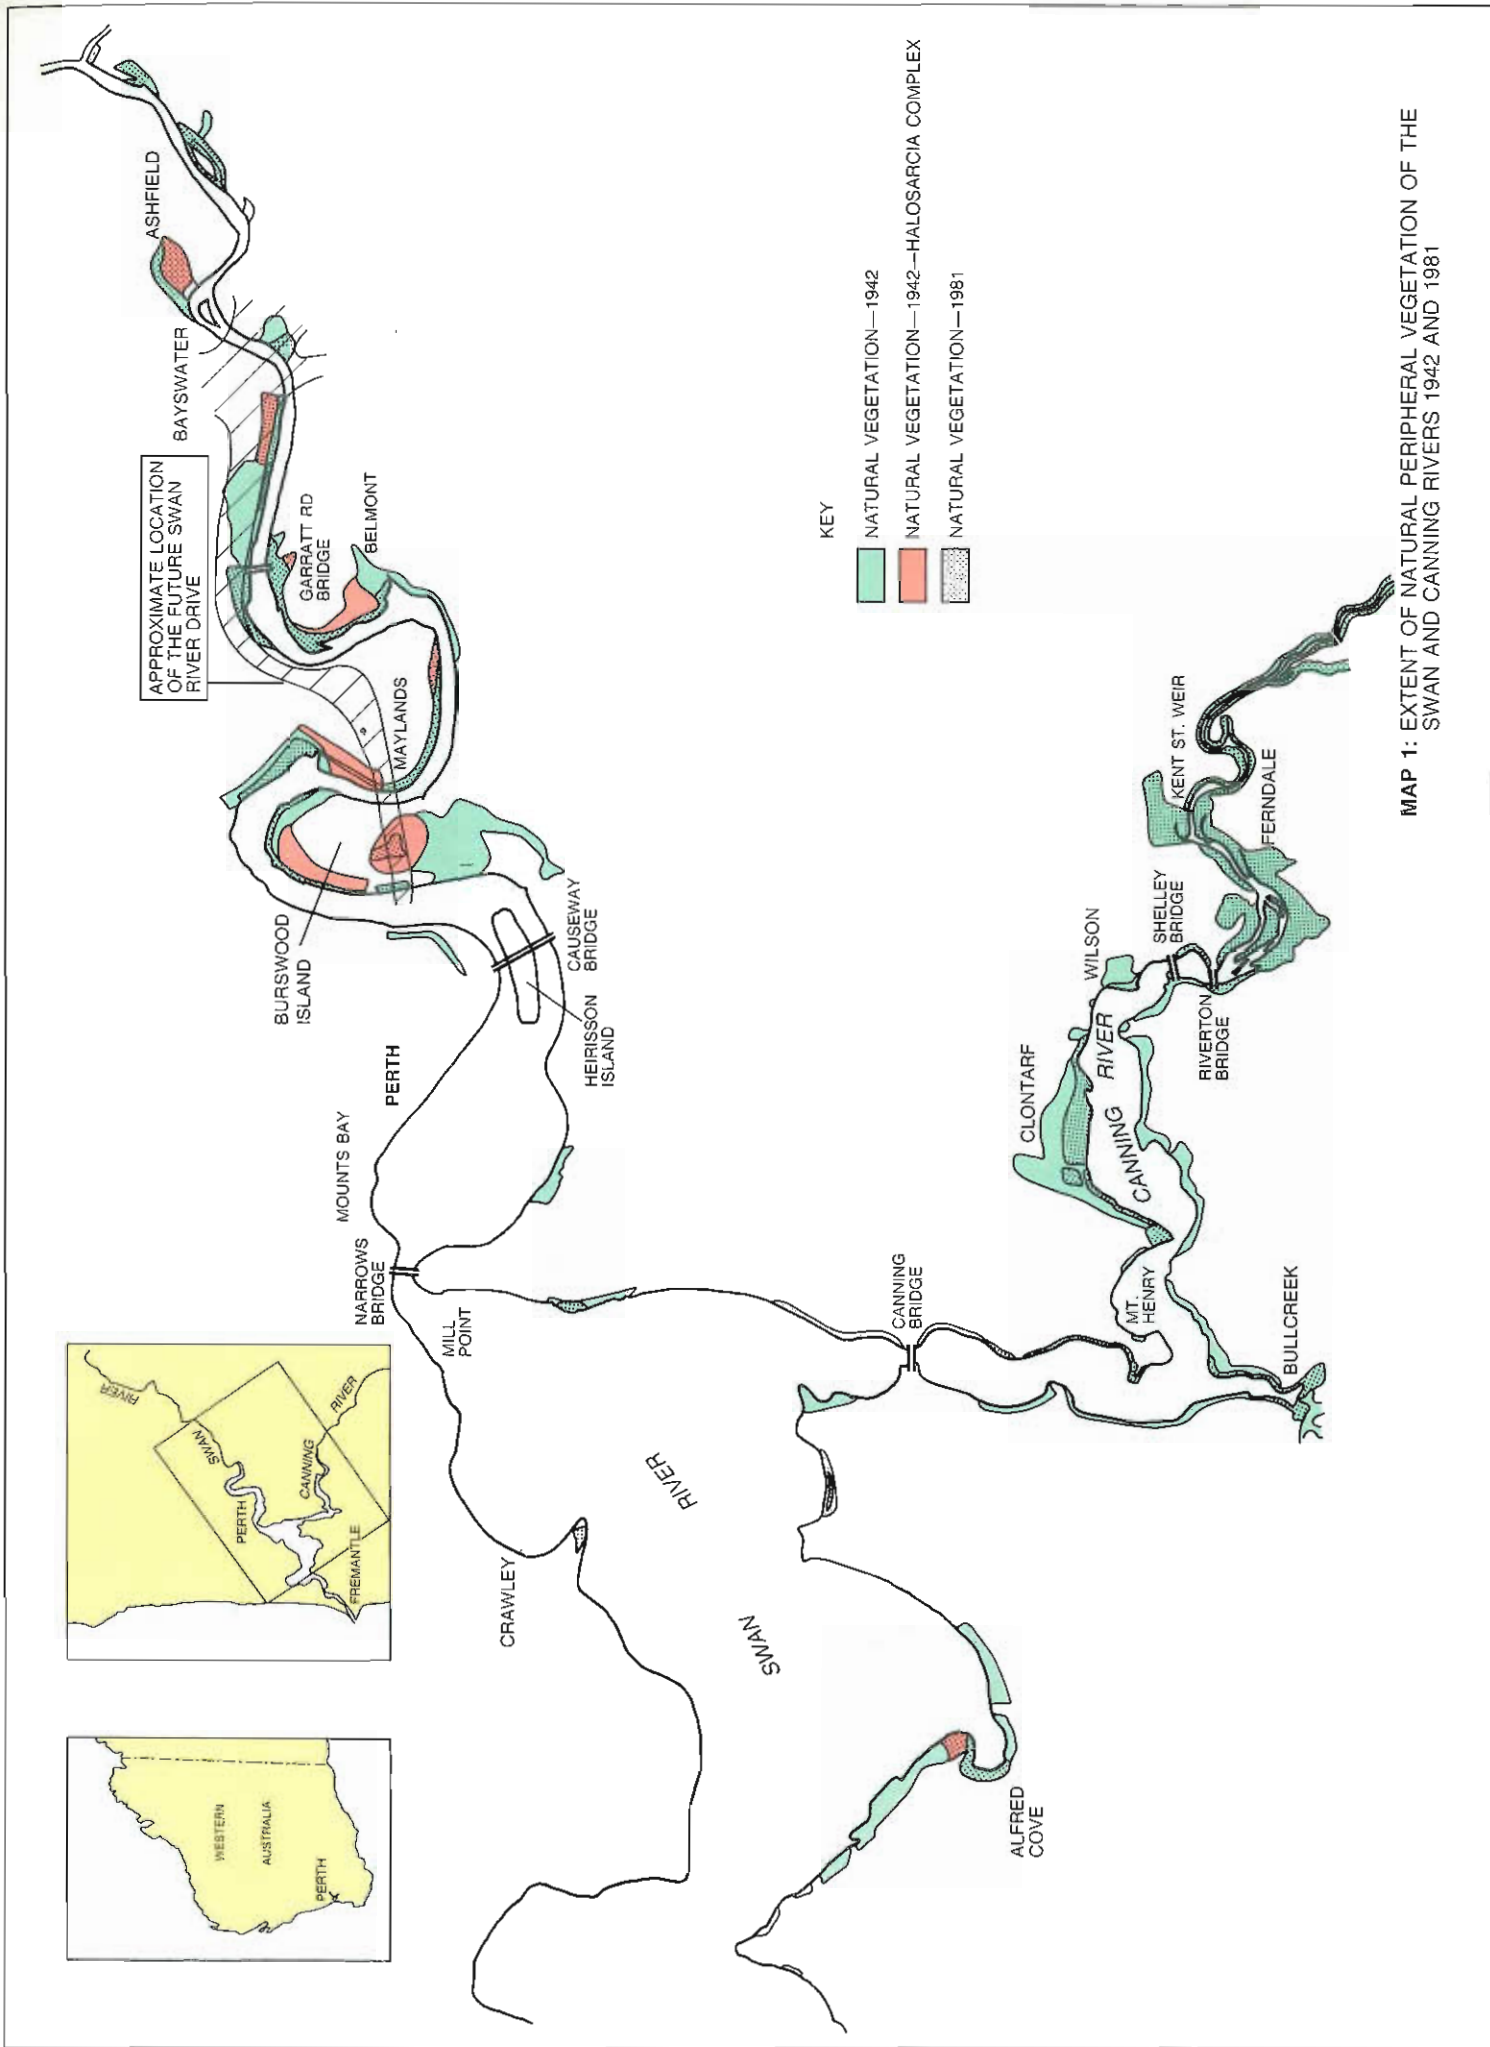 WESTERN
AUSTRALIA
PERTH
RIVER
SWAN
PERTH
CANNING
RIVER
FREMANTLE
ASHFIELD
BAYSWATER
APPROXIMATE LOCATION
OF THE FUTURE SWAN
RIVER DRIVE
GARRATT RD
BRIDGE
BELMONT
MAYLANDS
BURSWOOD
ISLAND
CAUSEWAY
BRIDGE
HEIRISSON
ISLAND
PERTH
MOUNTS BAY
NARROWS
BRIDGE
MILL
POINT
CRAWLEY
SWAN
RIVER
ALFRED
COVE
CANNING
BRIDGE
MT.
HENRY
BULLCREEK
CLONTARF
CANNING
RIVER
WILSON
SHELLEY
BRIDGE
RIVERTON
BRIDGE
KENT ST. WEIR
FERNDALE
KEY
NATURAL VEGETATION—1942
NATURAL VEGETATION—1942—HALOSARCIA COMPLEX
NATURAL VEGETATION—1981
MAP 1: EXTENT OF NATURAL PERIPHERAL VEGETATION OF THE
SWAN AND CANNING RIVERS 1942 AND 1981